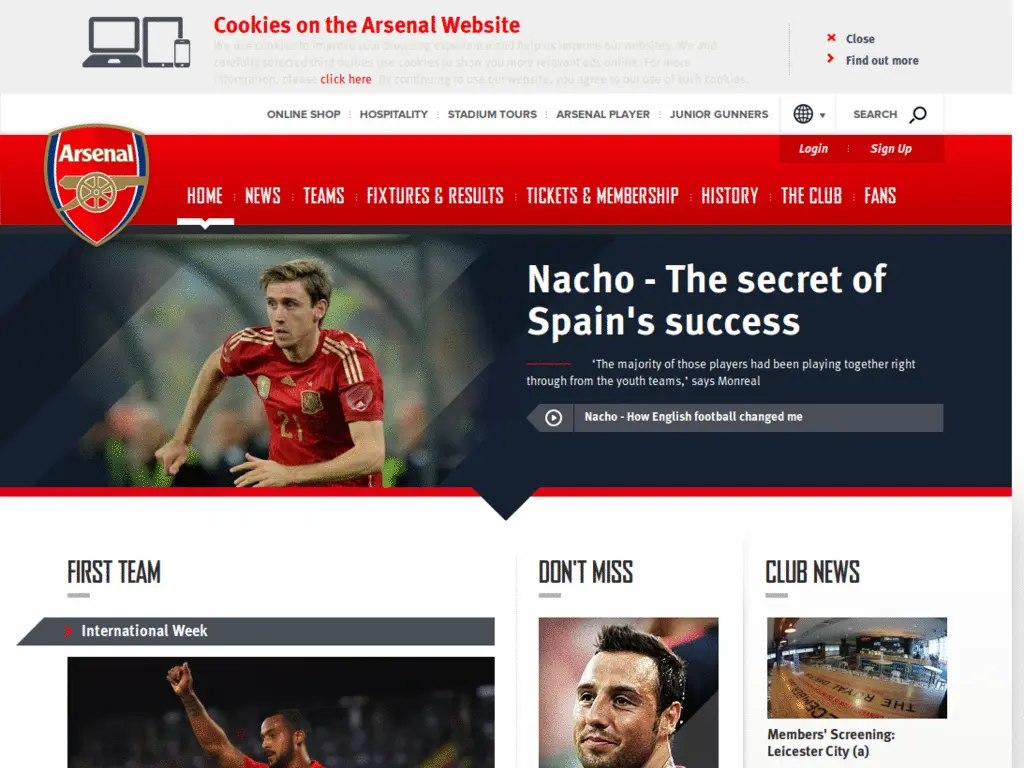 Cookies on the Arsenal Website
We use cookies to improve your browsing experience and help us improve our websites. We and
carefully selected third parties use cookies to show you more relevant ads online. For more
information, please click here. By continuing to use our website, you agree to our use of such cookies.
Close
Find out more
ONLINE SHOP
HOSPITALITY
STADIUM TOURS
ARSENAL PLAYER
JUNIOR GUNNERS
SEARCH
Login
Sign Up
Arsenal
HOME
NEWS
TEAMS
FIXTURES & RESULTS
TICKETS & MEMBERSHIP
HISTORY
THE CLUB
FANS
Nacho - The secret of
Spain's success
‘The majority of those players had been playing together right
through from the youth teams,’ says Monreal
Nacho - How English football changed me
21
FIRST TEAM
DON'T MISS
CLUB NEWS
International Week
THE ROYAL
Members' Screening:
Leicester City (a)